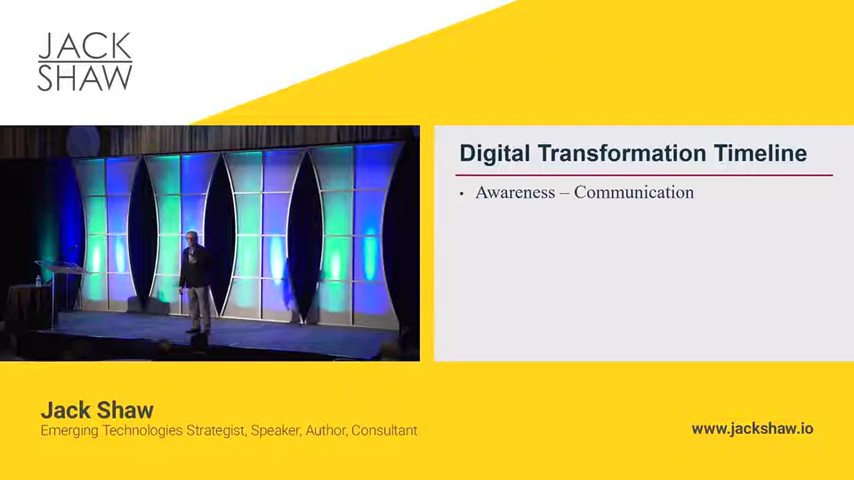 JACK
SHAW
Digital Transformation Timeline
• Awareness – Communication
Jack Shaw
Emerging Technologies Strategist, Speaker, Author, Consultant
www.jackshaw.io